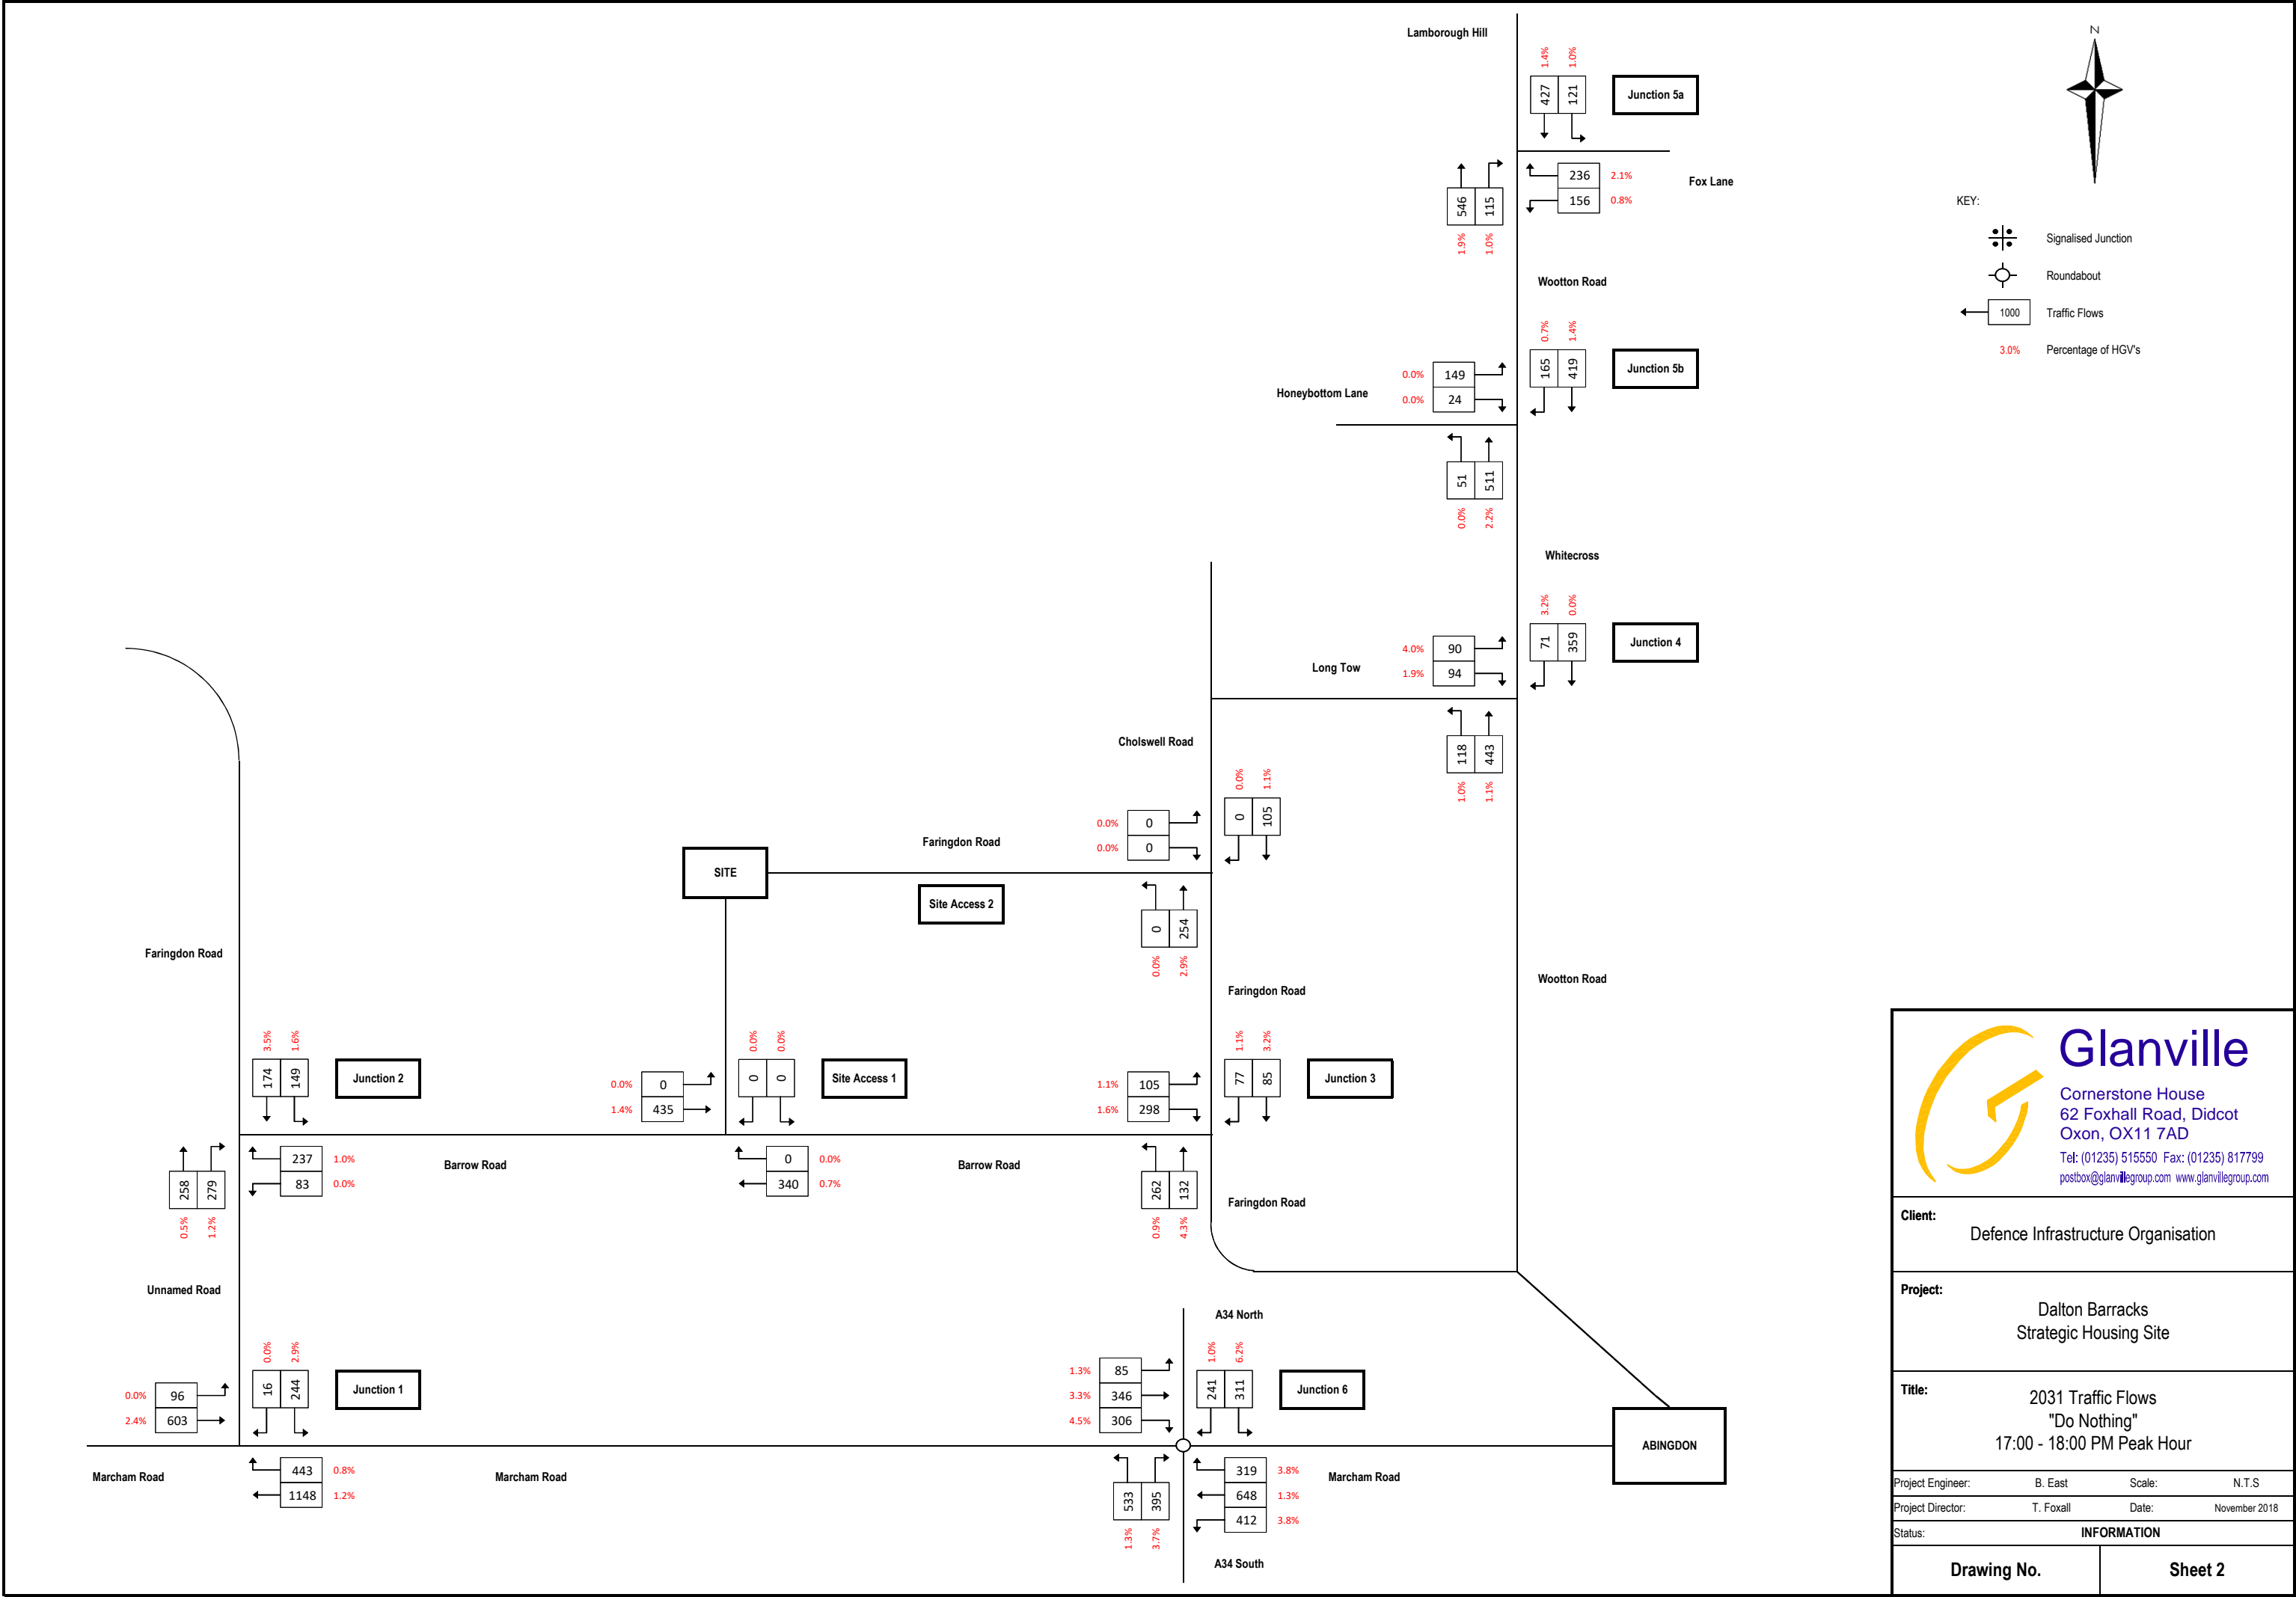 Lamborough Hill
1.4% 1.0%
427 121
Junction 5a
546 115
1.9% 1.0%
236 2.1%
156 0.8%
Fox Lane
N
KEY:
Signalised Junction
Roundabout
1000 Traffic Flows
3.0% Percentage of HGV's
Wootton Road
0.7% 1.4%
165 419
Junction 5b
0.0% 149
0.0% 24
Honeybottom Lane
51 511
0.0% 2.2%
Whitecross
3.2% 0.0%
71 359
Junction 4
4.0% 90
1.9% 94
Long Tow
118 443
1.0% 1.1%
Cholswell Road
0.0% 1.1%
0 105
0.0% 0
0.0% 0
Faringdon Road
SITE
Site Access 2
0 254
0.0% 2.9%
Faringdon Road
Faringdon Road
Wootton Road
3.5% 1.6%
174 149
Junction 2
0.0% 0
1.4% 435
0.0% 0.0%
0 0
Site Access 1
1.1% 105
1.6% 298
1.1% 3.2%
77 85
Junction 3
258 279
0.5% 1.2%
237 1.0%
83 0.0%
Barrow Road
0 0.0%
340 0.7%
Barrow Road
262 132
0.9% 4.3%
Faringdon Road
Unnamed Road
A34 North
0.0% 2.9%
16 244
Junction 1
0.0% 96
2.4% 603
1.3% 85
3.3% 346
4.5% 306
1.0% 6.2%
241 311
Junction 6
ABINGDON
Marcham Road
443 0.8%
1148 1.2%
Marcham Road
533 395
1.3% 3.7%
319 3.8%
648 1.3%
412 3.8%
Marcham Road
A34 South
Glanville
Cornerstone House
62 Foxhall Road, Didcot
Oxon, OX11 7AD
Tel: (01235) 515550 Fax: (01235) 817799
postbox@glanvillegroup.com www.glanvillegroup.com
Client:
Defence Infrastructure Organisation
Project:
Dalton Barracks
Strategic Housing Site
Title:
2031 Traffic Flows
"Do Nothing"
17:00 - 18:00 PM Peak Hour
Project Engineer: B. East Scale: N.T.S
Project Director: T. Foxall Date: November 2018
Status: INFORMATION
Drawing No. Sheet 2